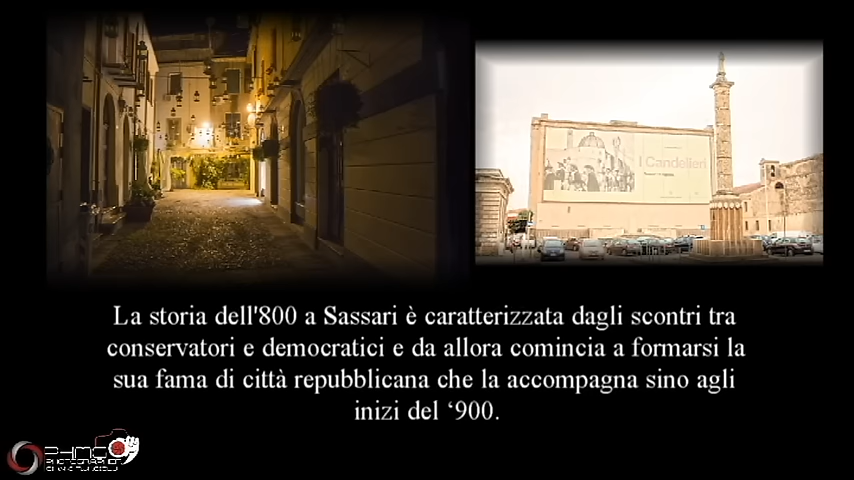 I Candelieri
La storia dell'800 a Sassari è caratterizzata dagli scontri tra
conservatori e democratici e da allora comincia a formarsi la
sua fama di città repubblicana che la accompagna sino agli
inizi del ‘900.